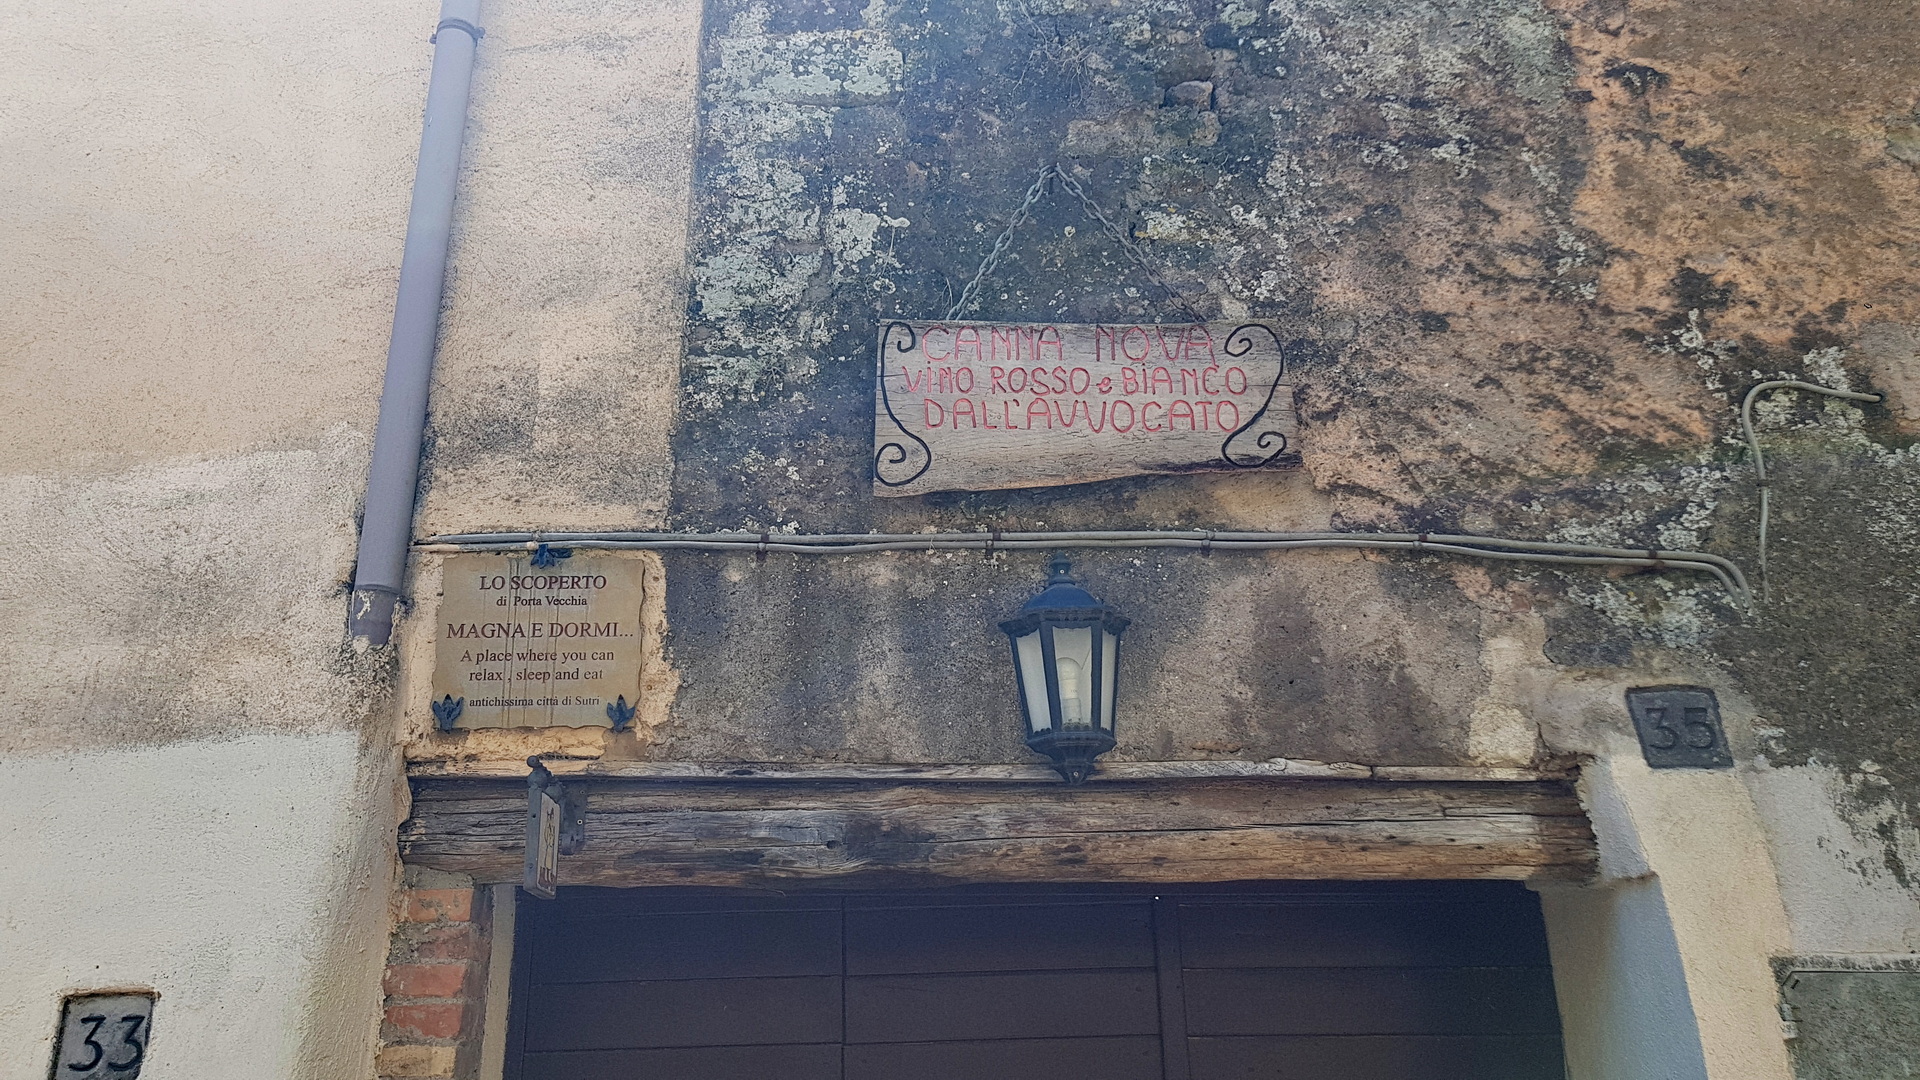 CANNA NOVA
VINO ROSSO e BIANCO
DALL'AVVOCATO
LO SCOPERTO
di Porta Vecchia
MAGNA E DORMI...
A place where you can
relax , sleep and eat
antichissima città di Sutri
35
33